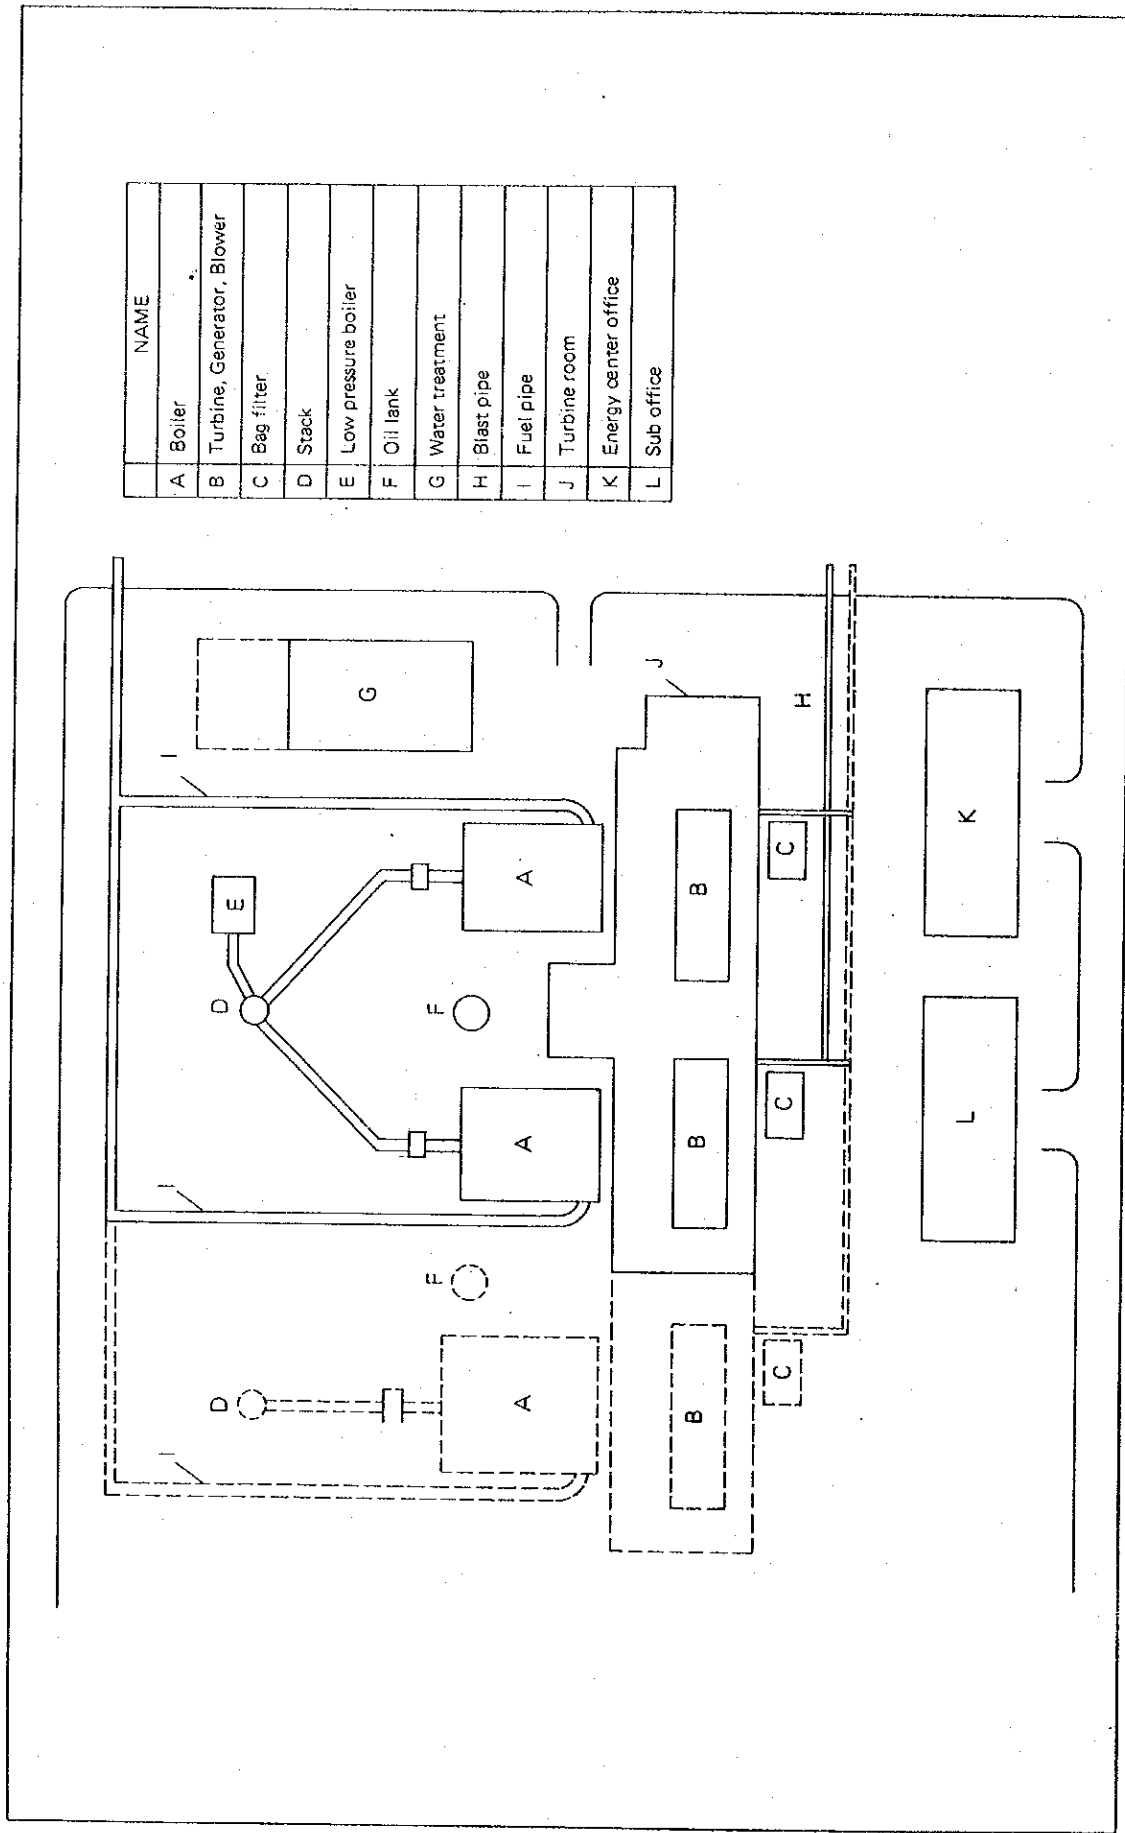 NAME
A Boiler
B Turbine, Generator, Blower
C Bag filter
D Stack
E Low pressure boiler
F Oil lank
G Water treatment
H Blast pipe
I Fuel pipe
J Turbine room
K Energy center office
L Sub office
I
I
I
D
D
E
G
F
F
A
A
A
J
B
B
B
H
C
C
C
L
K